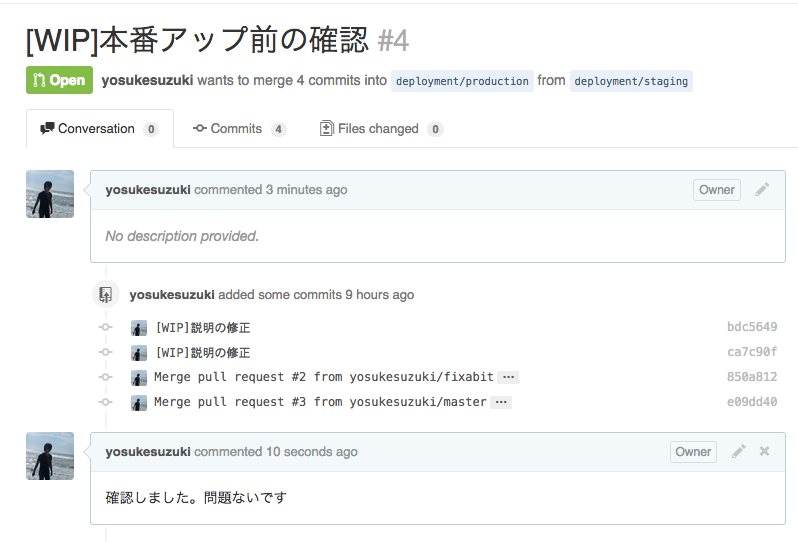 [WIP]本番アップ前の確認 #4
Open yosukesuzuki wants to merge 4 commits into deployment/production from deployment/staging
Conversation 0 Commits 4 Files changed 0
yosukesuzuki commented 3 minutes ago Owner
No description provided.
yosukesuzuki added some commits 9 hours ago
[WIP]説明の修正 bdc5649
[WIP]説明の修正 ca7c90f
Merge pull request #2 from yosukesuzuki/fixabit ... 850a812
Merge pull request #3 from yosukesuzuki/master ... e09dd40
yosukesuzuki commented 10 seconds ago Owner
確認しました。問題ないです